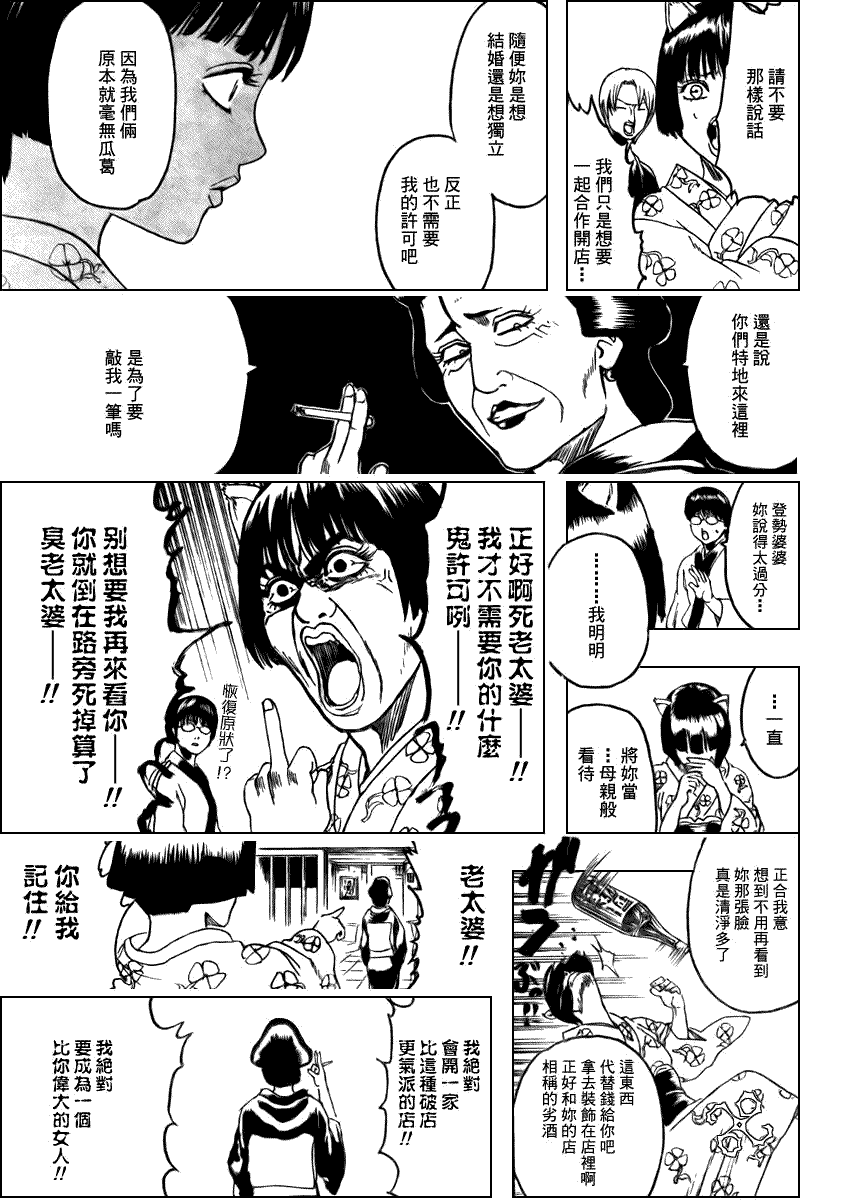 請不要
那樣說話
我們只是想要
一起合作開店…
隨便妳是想
結婚還是想獨立
反正
也不需要
我的許可吧
因為我們倆
原本就毫無瓜葛
還是說
你們特地來這裡
是為了要
敲我一筆嗎
登勢婆婆
妳說得太過分…
………我明明
…一直
將妳當
…母親般
看待
正好啊死老太婆——!!
我才不需要你的什麼
鬼許可咧——!!
恢復原狀了!?
别想要我再來看你——!!
你就倒在路旁死掉算了
臭老太婆——!!
正合我意
想到不用再看到
妳那張臉
真是清淨多了
ガッ
ぶっ!!
這東西
代替錢給你吧
拿去裝飾在店裡啊
正好和妳的店
相稱的劣酒
老太婆!!
你給我
記住!!
我絕對
會開一家
比這種破店
更氣派的店!!
我絕對
要成為一個
比你偉大的女人!!